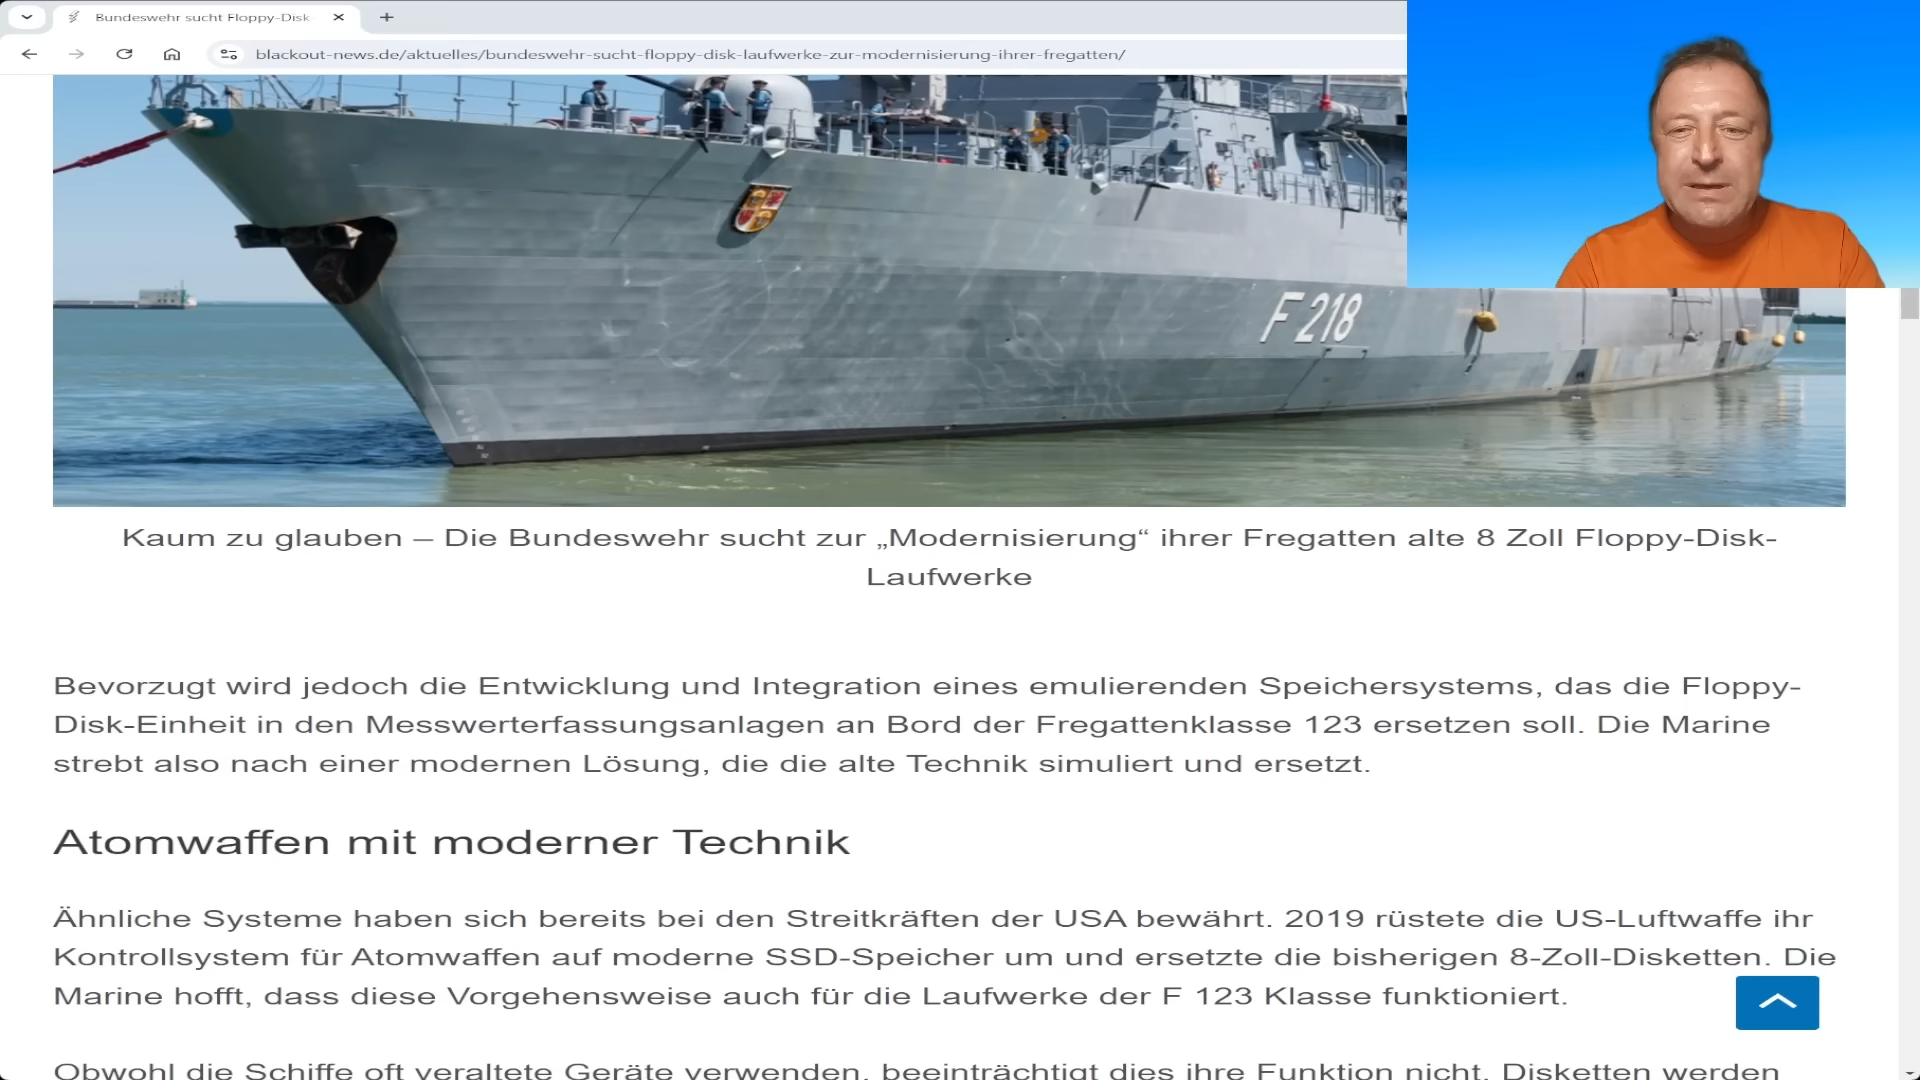 Bundeswehr sucht Floppy-Disk
blackout-news.de/aktuelles/bundeswehr-sucht-floppy-disk-laufwerke-zur-modernisierung-ihrer-fregatten/
F 218
Kaum zu glauben – Die Bundeswehr sucht zur „Modernisierung“ ihrer Fregatten alte 8 Zoll Floppy-Disk-
Laufwerke
Bevorzugt wird jedoch die Entwicklung und Integration eines emulierenden Speichersystems, das die Floppy-
Disk-Einheit in den Messwerterfassungsanlagen an Bord der Fregattenklasse 123 ersetzen soll. Die Marine
strebt also nach einer modernen Lösung, die die alte Technik simuliert und ersetzt.
Atomwaffen mit moderner Technik
Ähnliche Systeme haben sich bereits bei den Streitkräften der USA bewährt. 2019 rüstete die US-Luftwaffe ihr
Kontrollsystem für Atomwaffen auf moderne SSD-Speicher um und ersetzte die bisherigen 8-Zoll-Disketten. Die
Marine hofft, dass diese Vorgehensweise auch für die Laufwerke der F 123 Klasse funktioniert.
Obwohl die Schiffe oft veraltete Geräte verwenden, beeinträchtigt dies ihre Funktion nicht. Disketten werden